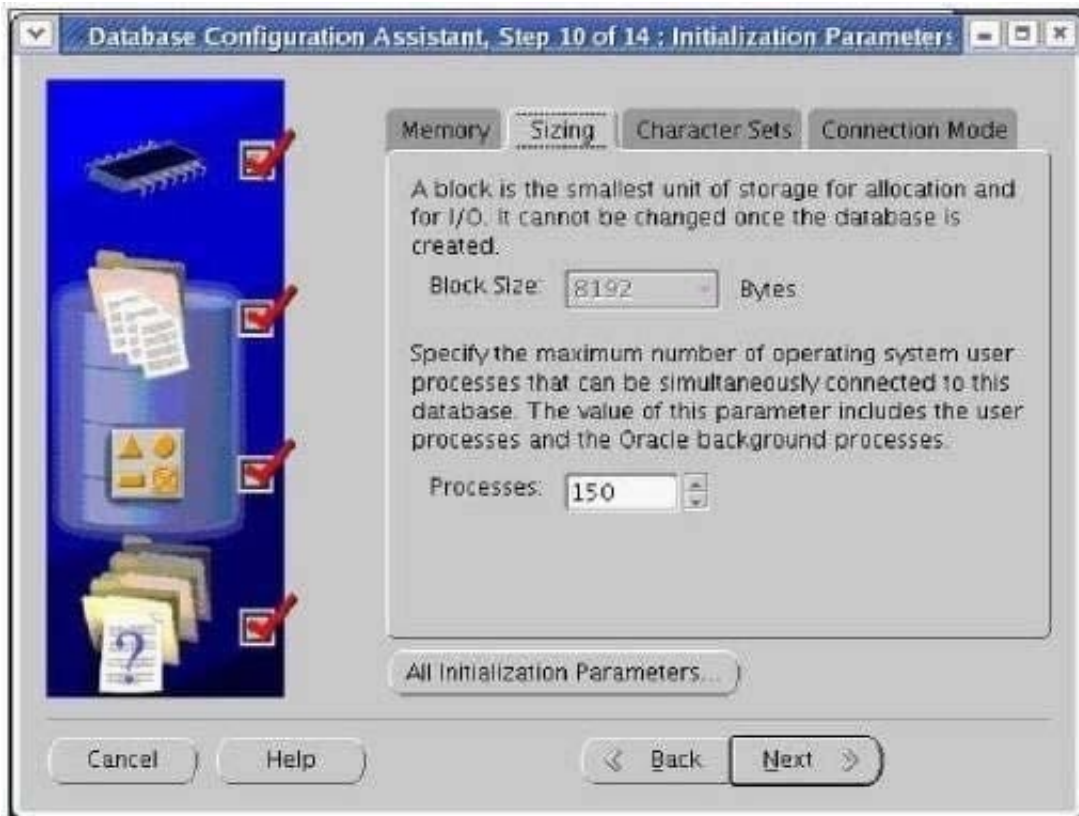 Database Configuration Assistant, Step 10 of 14 : Initialization Parameters
Memory
Sizing
Character Sets
Connection Mode
A block is the smallest unit of storage for allocation and
for I/O. It cannot be changed once the database is
created.
Block Size: 8192 Bytes
Specify the maximum number of operating system user
processes that can be simultaneously connected to this
database. The value of this parameter includes the user
processes and the Oracle background processes.
Processes: 150
All Initialization Parameters...
Cancel
Help
Back
Next